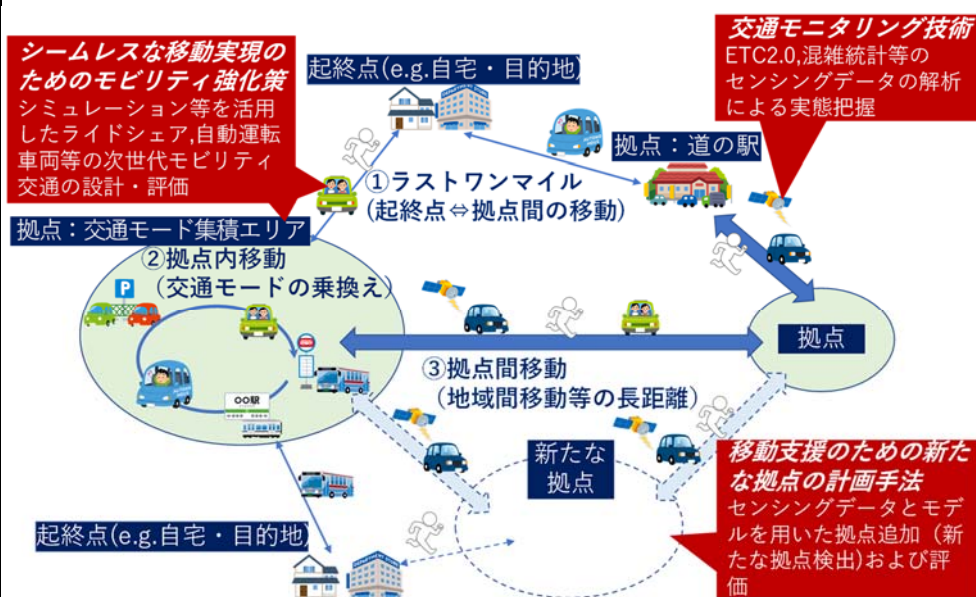 シームレスな移動実現の
ためのモビリティ強化策
シミュレーション等を活用
したライドシェア,自動運転
車両等の次世代モビリティ
交通の設計・評価
起終点(e.g.自宅・目的地)
交通モニタリング技術
ETC2.0,混雑統計等の
センシングデータの解析
による実態把握
拠点：道の駅
①ラストワンマイル
(起終点⇔拠点間の移動)
拠点：交通モード集積エリア
②拠点内移動
（交通モードの乗換え）
P
〇〇駅
拠点
③拠点間移動
（地域間移動等の長距離）
新たな
拠点
移動支援のための新た
な拠点の計画手法
センシングデータとモデ
ルを用いた拠点追加（新
たな拠点検出)および評
価
起終点(e.g.自宅・目的地)